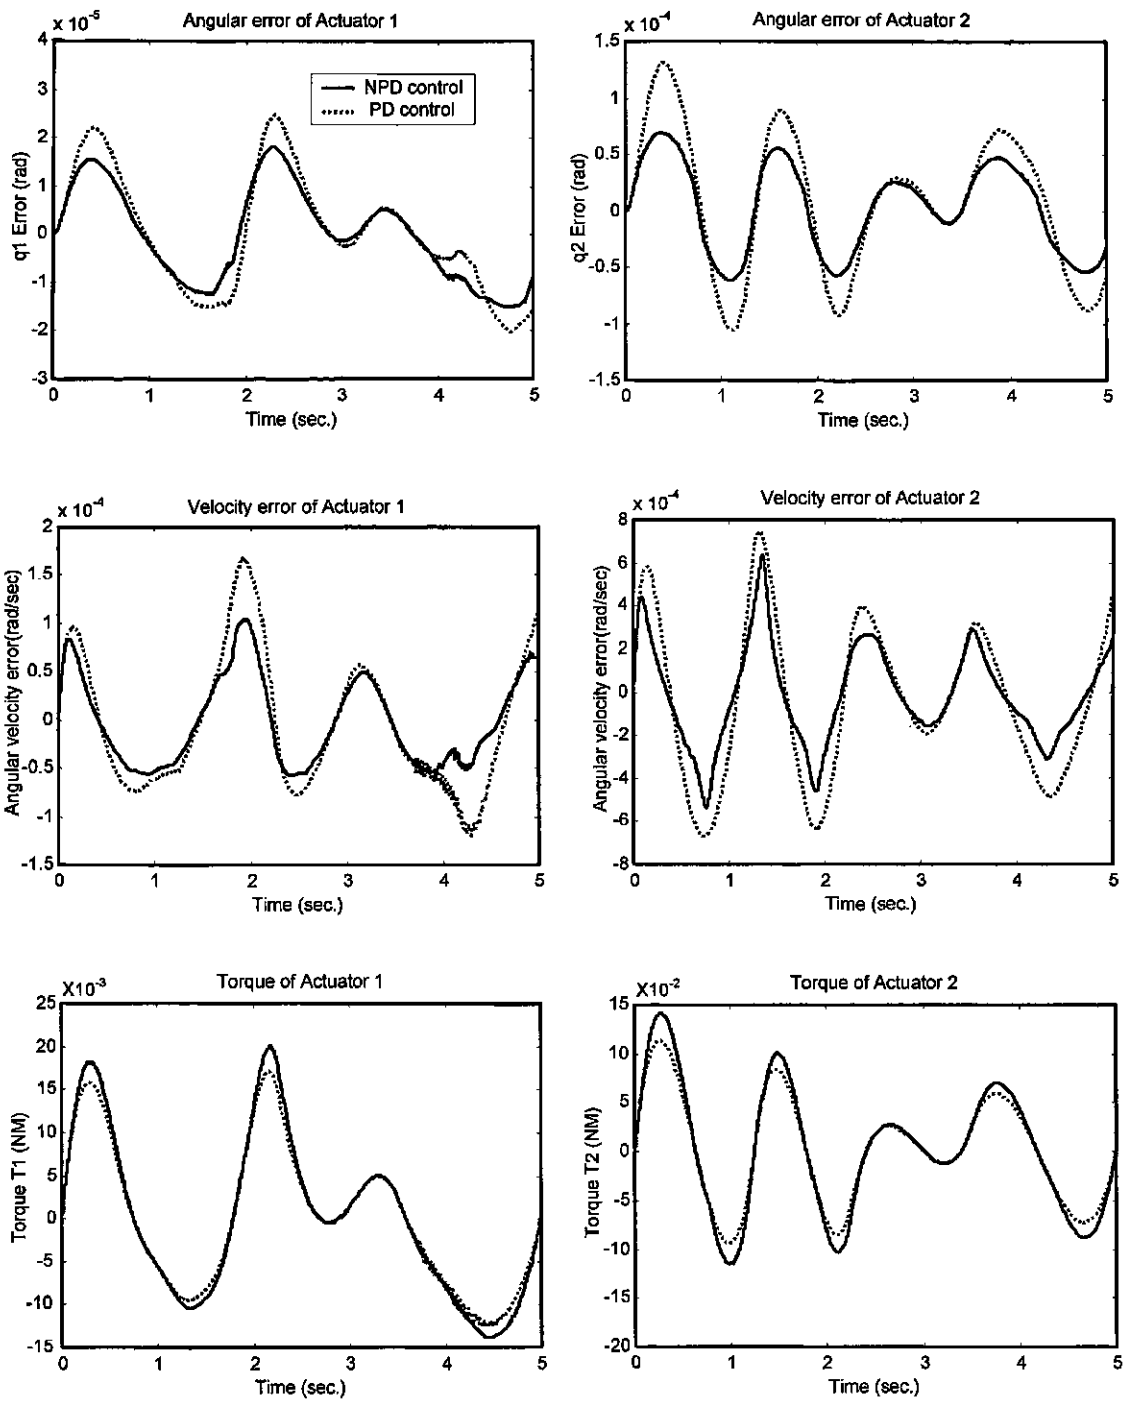 x 10-5
Angular error of Actuator 1
4
3
2
1
0
-1
-2
-3
q1 Error (rad)
NPD control
PD control
0 1 2 3 4 5
Time (sec.)
x 10-4
Angular error of Actuator 2
1.5
1
0.5
0
-0.5
-1
-1.5
q2 Error (rad)
0 1 2 3 4 5
Time (sec.)
x 10-4
Velocity error of Actuator 1
2
1.5
1
0.5
0
-0.5
-1
-1.5
Angular velocity error(rad/sec)
0 1 2 3 4 5
Time (sec.)
x 10-4
Velocity error of Actuator 2
8
6
4
2
0
-2
-4
-6
-8
Angular velocity error(rad/sec)
0 1 2 3 4 5
Time (sec.)
X10-3
Torque of Actuator 1
25
20
15
10
5
0
-5
-10
-15
Torque T1 (NM)
0 1 2 3 4 5
Time (sec.)
X10-2
Torque of Actuator 2
15
10
5
0
-5
-10
-15
-20
Torque T2 (NM)
0 1 2 3 4 5
Time (sec.)